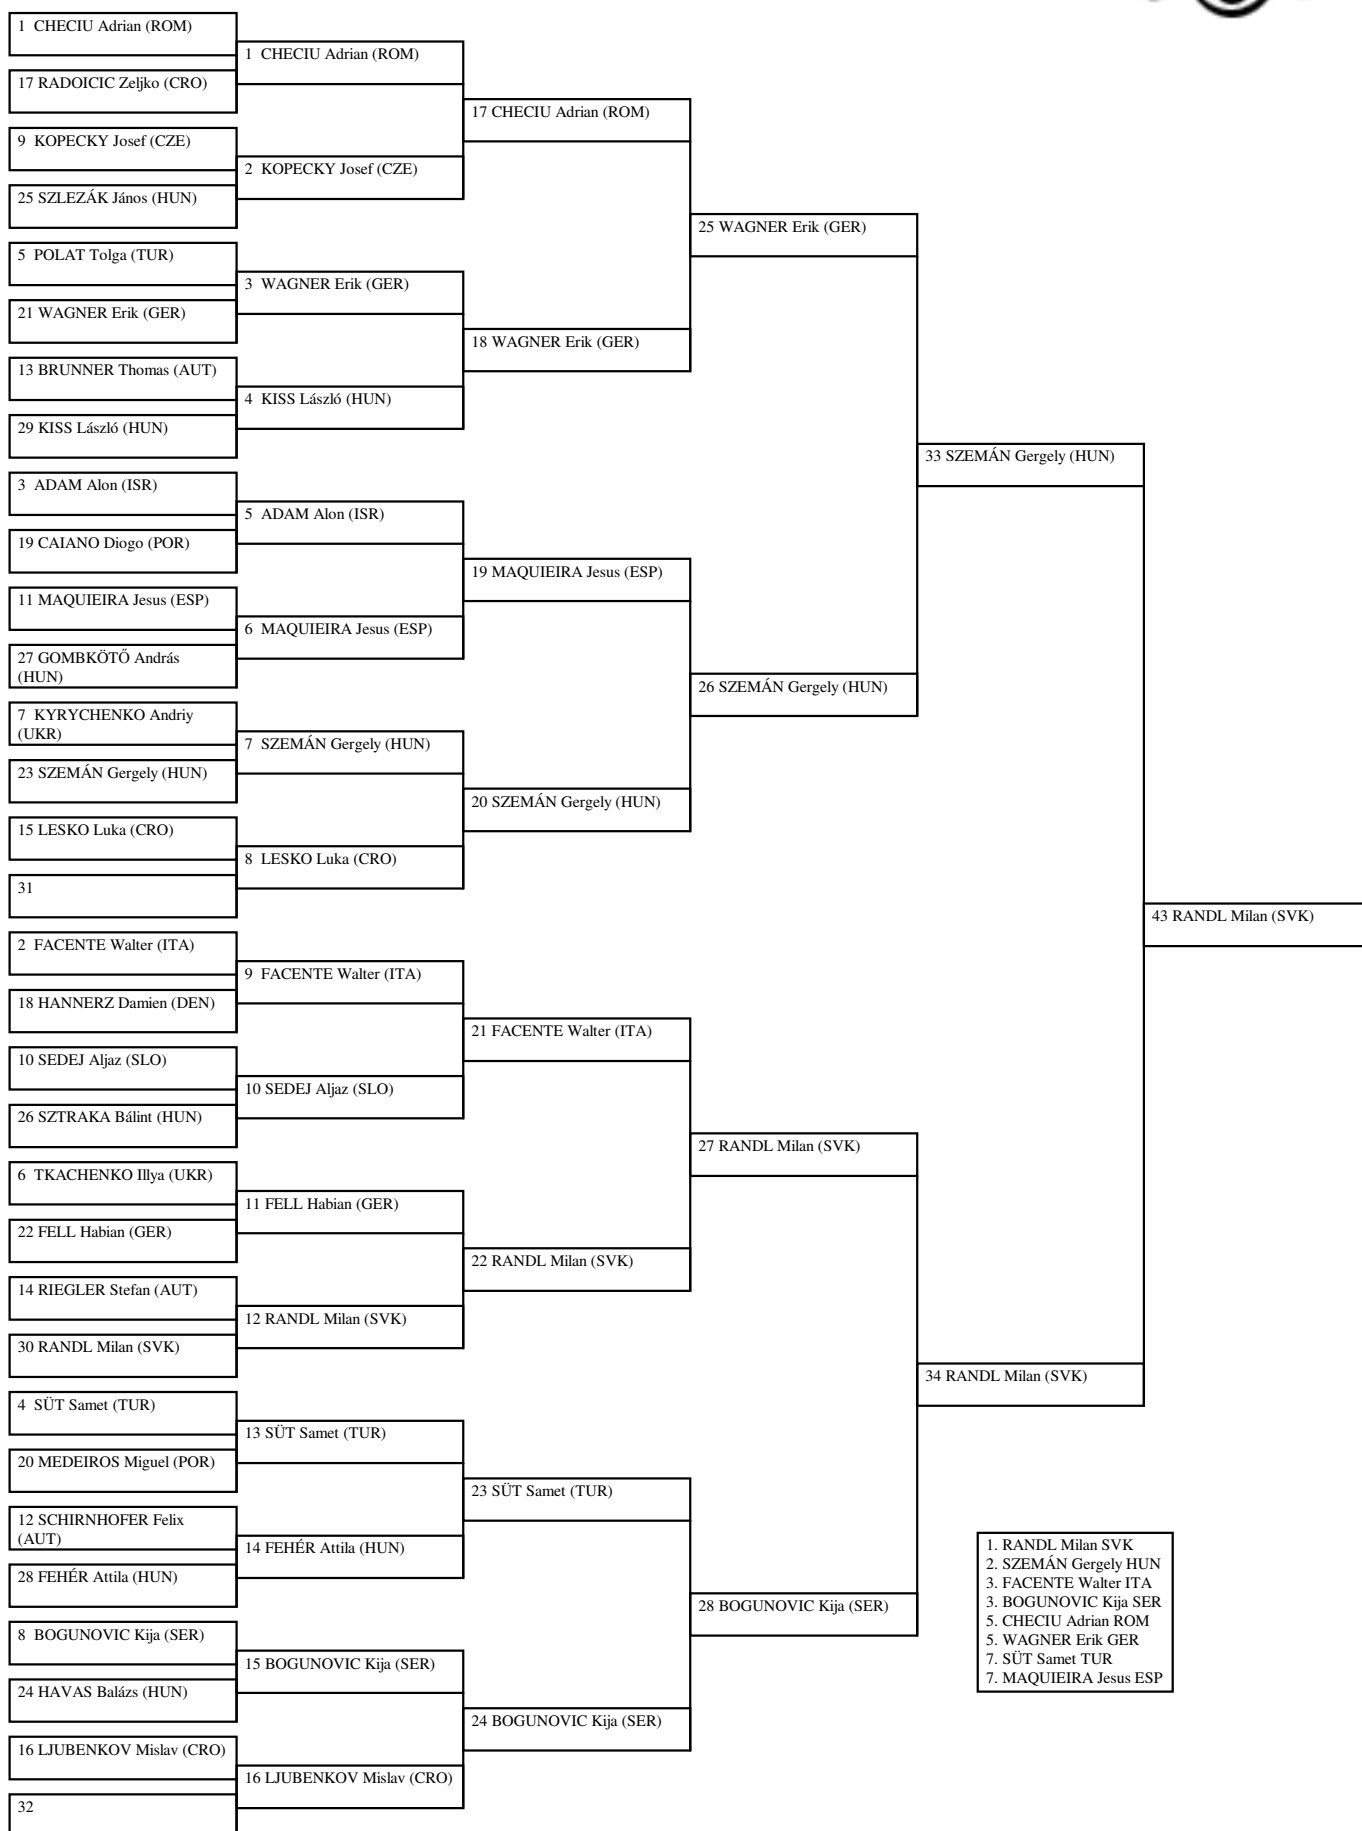 1 CHECIU Adrian (ROM)
17 RADOICIC Zeljko (CRO)
9 KOPECKY Josef (CZE)
25 SZLEZÁK János (HUN)
5 POLAT Tolga (TUR)
21 WAGNER Erik (GER)
13 BRUNNER Thomas (AUT)
29 KISS László (HUN)
3 ADAM Alon (ISR)
19 CAIANO Diogo (POR)
11 MAQUIEIRA Jesus (ESP)
27 GOMBKÖTŐ András
(HUN)
7 KYRYCHENKO Andriy
(UKR)
23 SZEMÁN Gergely (HUN)
15 LESKO Luka (CRO)
31
2 FACENTE Walter (ITA)
18 HANNERZ Damien (DEN)
10 SEDEJ Aljaz (SLO)
26 SZTRAKA Bálint (HUN)
6 TKACHENKO Illya (UKR)
22 FELL Habian (GER)
14 RIEGLER Stefan (AUT)
30 RANDL Milan (SVK)
4 SÜT Samet (TUR)
20 MEDEIROS Miguel (POR)
12 SCHIRNHOFER Felix
(AUT)
28 FEHÉR Attila (HUN)
8 BOGUNOVIC Kija (SER)
24 HAVAS Balázs (HUN)
16 LJUBENKOV Mislav (CRO)
32
1 CHECIU Adrian (ROM)
2 KOPECKY Josef (CZE)
3 WAGNER Erik (GER)
4 KISS László (HUN)
5 ADAM Alon (ISR)
6 MAQUIEIRA Jesus (ESP)
7 SZEMÁN Gergely (HUN)
8 LESKO Luka (CRO)
9 FACENTE Walter (ITA)
10 SEDEJ Aljaz (SLO)
11 FELL Habian (GER)
12 RANDL Milan (SVK)
13 SÜT Samet (TUR)
14 FEHÉR Attila (HUN)
15 BOGUNOVIC Kija (SER)
16 LJUBENKOV Mislav (CRO)
17 CHECIU Adrian (ROM)
18 WAGNER Erik (GER)
19 MAQUIEIRA Jesus (ESP)
20 SZEMÁN Gergely (HUN)
21 FACENTE Walter (ITA)
22 RANDL Milan (SVK)
23 SÜT Samet (TUR)
24 BOGUNOVIC Kija (SER)
25 WAGNER Erik (GER)
26 SZEMÁN Gergely (HUN)
27 RANDL Milan (SVK)
28 BOGUNOVIC Kija (SER)
33 SZEMÁN Gergely (HUN)
34 RANDL Milan (SVK)
43 RANDL Milan (SVK)
1. RANDL Milan SVK
2. SZEMÁN Gergely HUN
3. FACENTE Walter ITA
3. BOGUNOVIC Kija SER
5. CHECIU Adrian ROM
5. WAGNER Erik GER
7. SÜT Samet TUR
7. MAQUIEIRA Jesus ESP